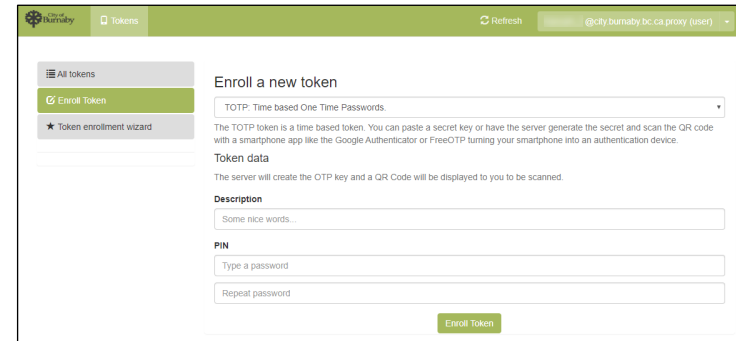 City of
Burnaby
Tokens
Refresh
@city.burnaby.bc.ca.proxy (user)
All tokens
Enroll Token
Token enrollment wizard
Enroll a new token
TOTP: Time based One Time Passwords.
The TOTP token is a time based token. You can paste a secret key or have the server generate the secret and scan the QR code
with a smartphone app like the Google Authenticator or FreeOTP turning your smartphone into an authentication device.
Token data
The server will create the OTP key and a QR Code will be displayed to you to be scanned.
Description
Some nice words...
PIN
Type a password
Repeat password
Enroll Token